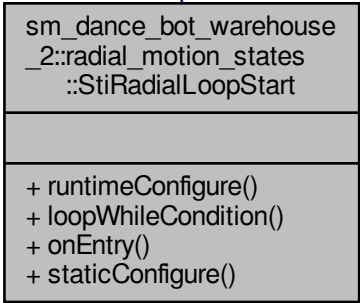 sm_dance_bot_warehouse
_2::radial_motion_states
::StiRadialLoopStart
+ runtimeConfigure()
+ loopWhileCondition()
+ onEntry()
+ staticConfigure()